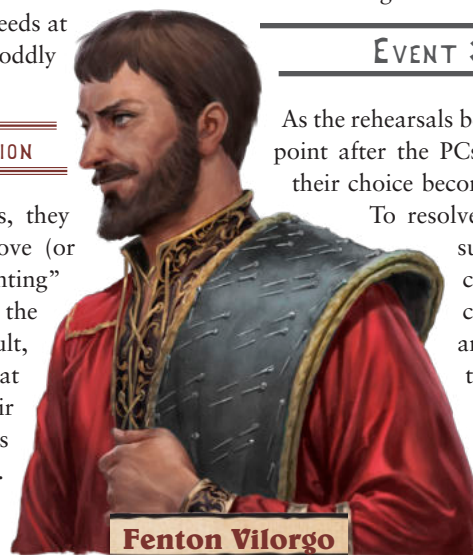 eeds at
oddly
ION
s, they
ove (or
nting”
the
ult,
at
ir
s
.
EVENT
As the rehearsals b
point after the PCs
their choice becom
To resolve
su
c
c
a
t
Fenton Vilorgo